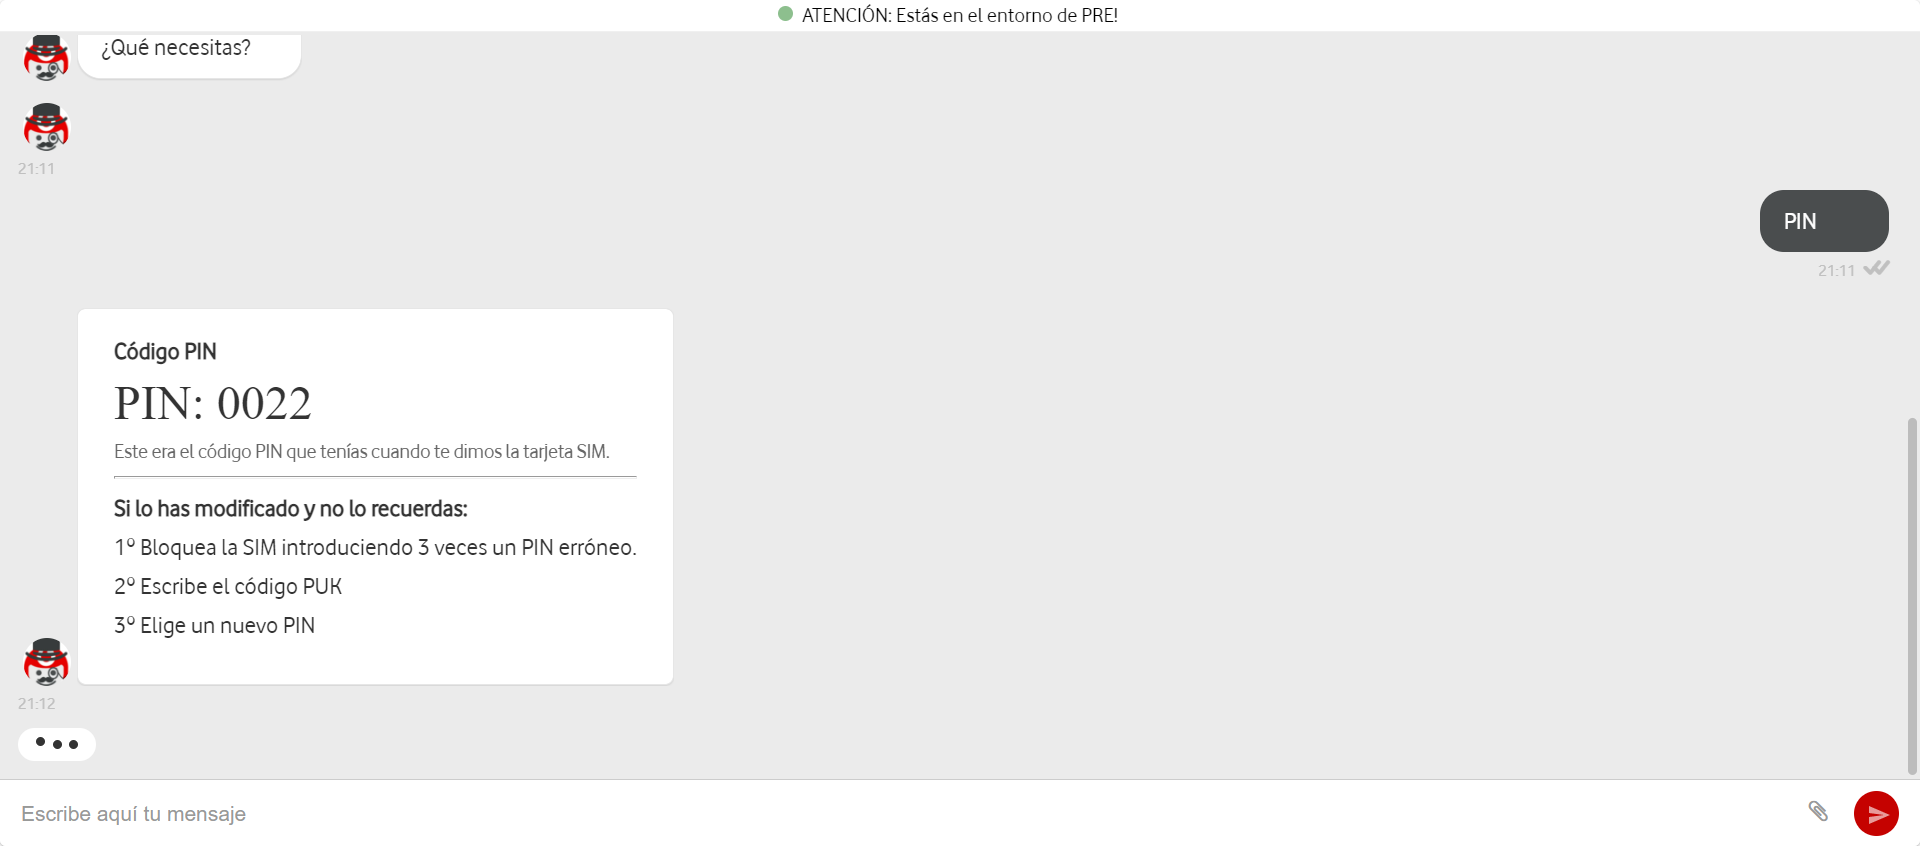 ATENCIÓN: Estás en el entorno de PRE!
¿Qué necesitas?
21:11
PIN
21:11
Código PIN
PIN: 0022
Este era el código PIN que tenías cuando te dimos la tarjeta SIM.
Si lo has modificado y no lo recuerdas:
1º Bloquea la SIM introduciendo 3 veces un PIN erróneo.
2º Escribe el código PUK
3º Elige un nuevo PIN
21:12
Escribe aquí tu mensaje